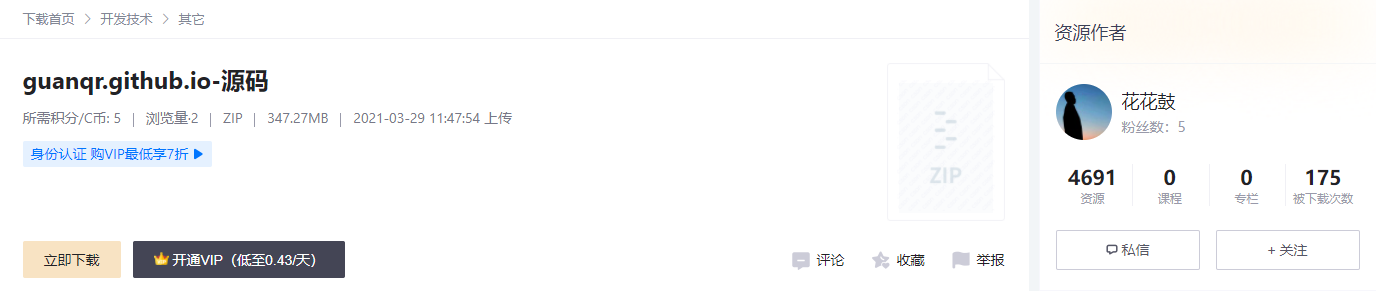 下载首页 > 开发技术 > 其它
guanqr.github.io-源码
所需积分/C币: 5 | 浏览量·2 | ZIP | 347.27MB | 2021-03-29 11:47:54 上传
身份认证 购VIP最低享7折
ZIP
立即下载 开通VIP（低至0.43/天） 评论 收藏 举报
资源作者
花花鼓
粉丝数：5
4691 0 0 175
资源 课程 专栏 被下载次数
私信 + 关注